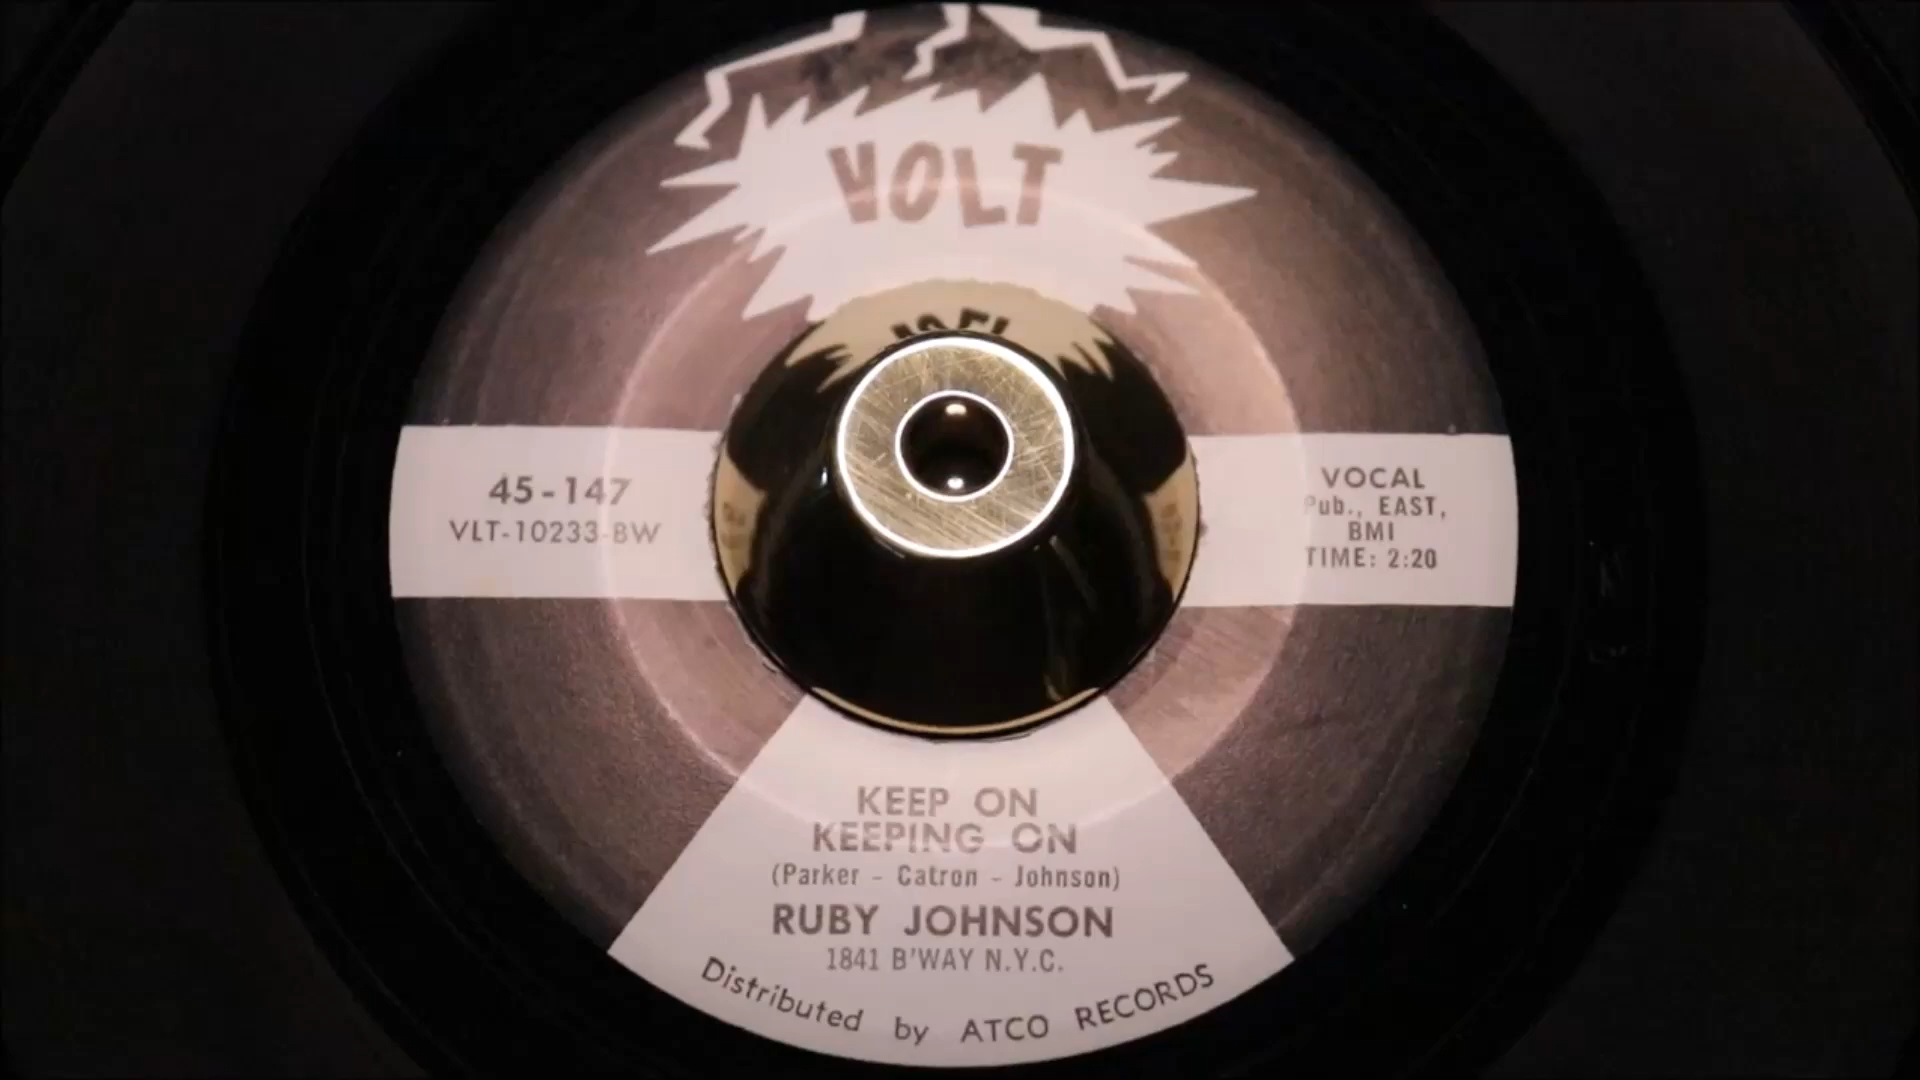 VOLT
45-147
VLT-10233-BW
VOCAL
Pub., EAST,
BMI
TIME: 2:20
KEEP ON
KEEPING ON
(Parker - Catron - Johnson)
RUBY JOHNSON
1841 B'WAY N.Y.C.
Distributed by ATCO RECORDS